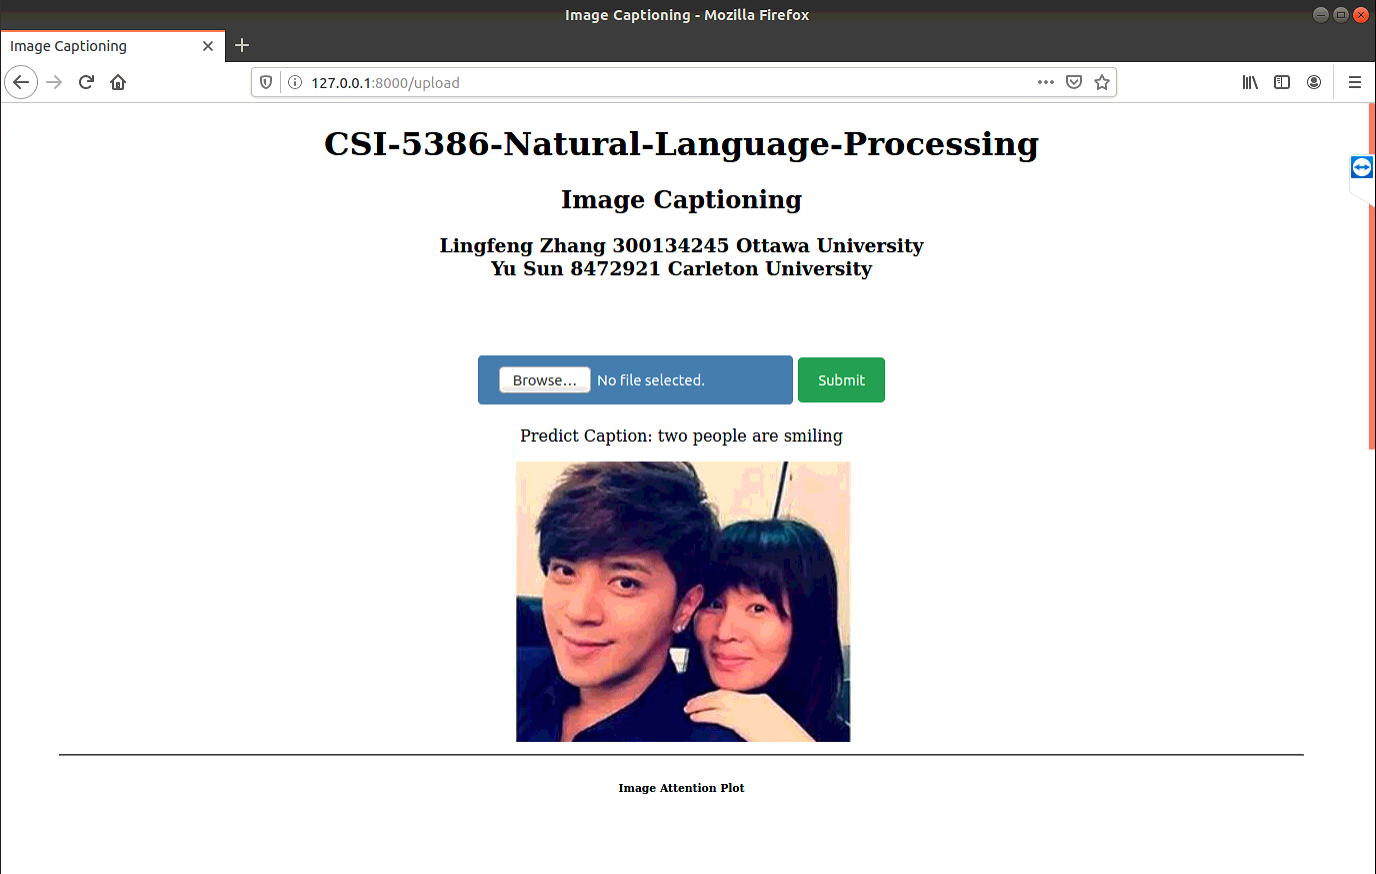 Image Captioning - Mozilla Firefox
Image Captioning
127.0.0.1:8000/upload
CSI-5386-Natural-Language-Processing
Image Captioning
Lingfeng Zhang 300134245 Ottawa University
Yu Sun 8472921 Carleton University
Browse... No file selected. Submit
Predict Caption: two people are smiling
Image Attention Plot